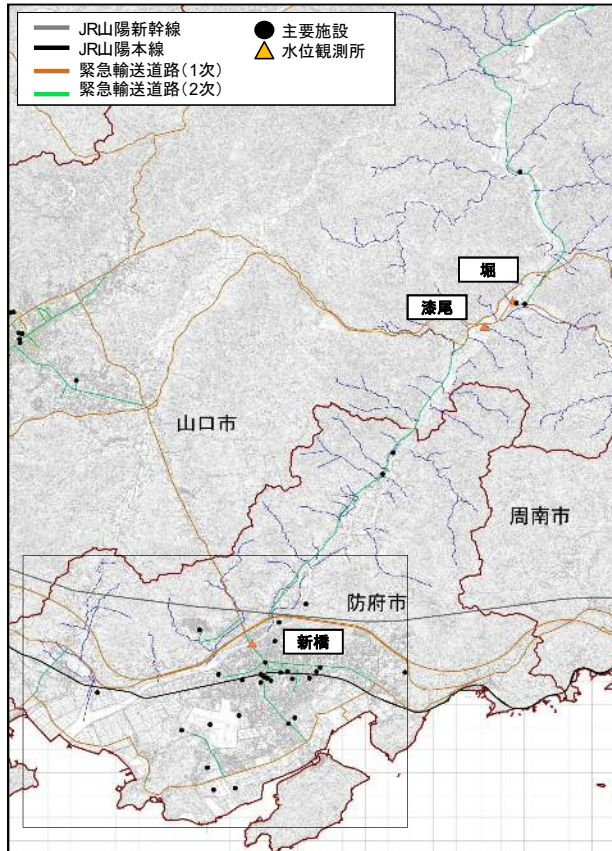 JR山陽新幹線
JR山陽本線
緊急輸送道路(1次)
緊急輸送道路(2次)
主要施設
水位観測所
堀
漆尾
山口市
周南市
防府市
新橋